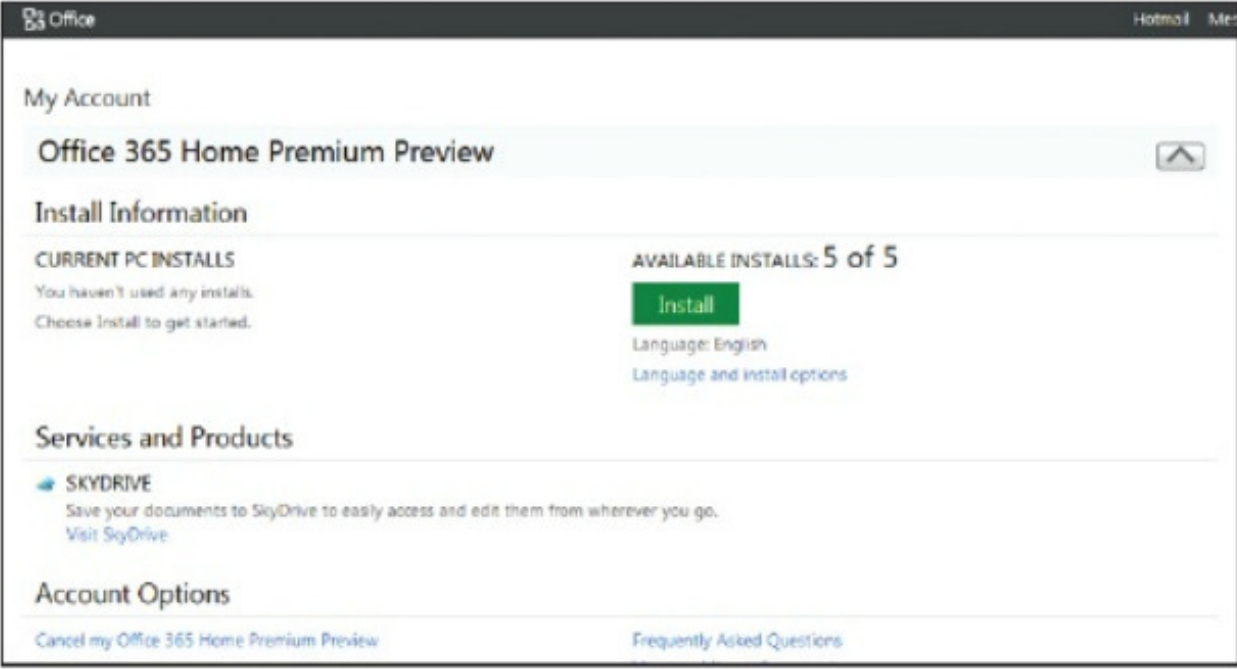 Office
Hotmail Mes
My Account
Office 365 Home Premium Preview
Install Information
CURRENT PC INSTALLS
You haven't used any installs.
Choose Install to get started.
AVAILABLE INSTALLS: 5 of 5
Install
Language: English
Language and install options
Services and Products
SKYDRIVE
Save your documents to SkyDrive to easily access and edit them from wherever you go.
Visit SkyDrive
Account Options
Cancel my Office 365 Home Premium Preview
Frequently Asked Questions